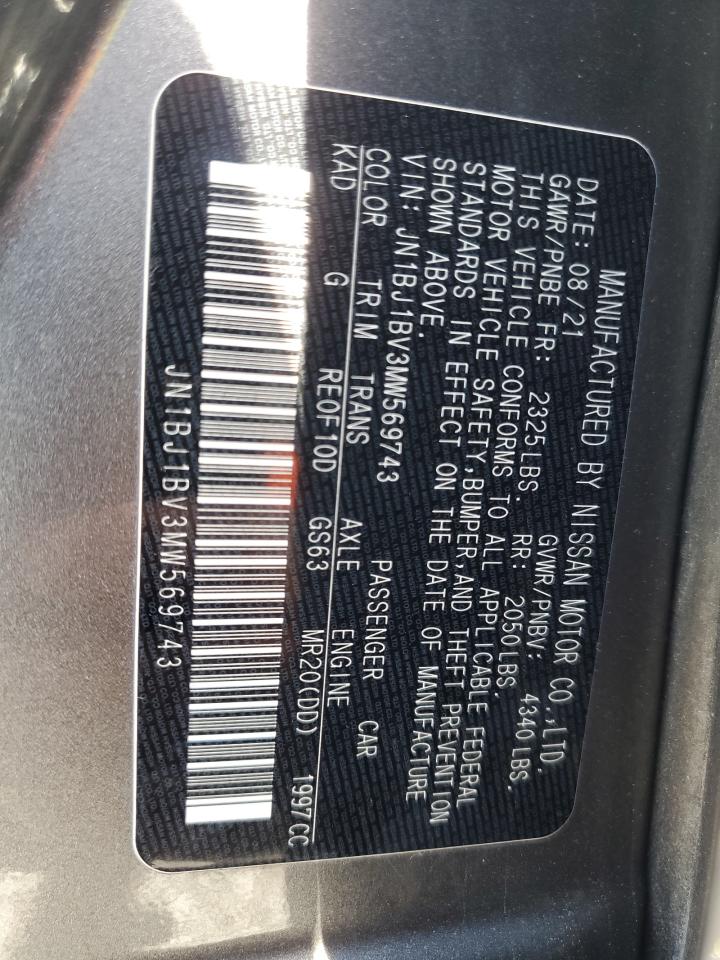 MANUFACTURED BY NISSAN MOTOR CO.,LTD.
DATE: 08/21 GVWR/PNBV: 4340LBS.
GAWR/PNBE FR: 2325LBS. RR: 2050LBS.
THIS VEHICLE CONFORMS TO ALL APPLICABLE FEDERAL
MOTOR VEHICLE SAFETY,BUMPER,AND THEFT PREVENTION
STANDARDS IN EFFECT ON THE DATE OF MANUFACTURE
SHOWN ABOVE.
VIN: JN1BJ1BV3MW569743 PASSENGER CAR
COLOR TRIM TRANS AXLE ENGINE
KAD G RE0F10D GS63 MR20(DD) 1997CC
JN1BJ1BV3MW569743